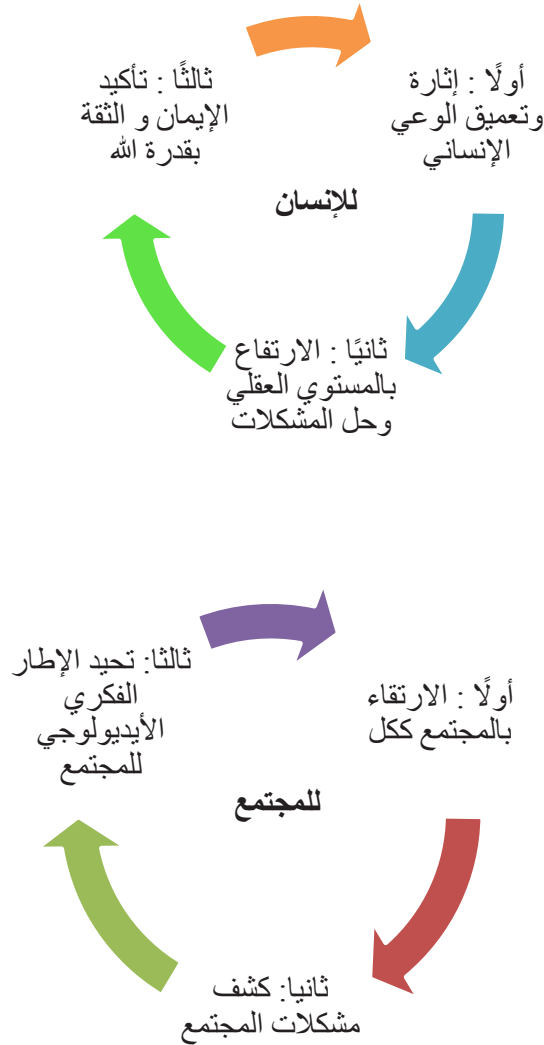 أولًا : إثارة
وتعميق الوعي
الإنساني
ثانيًا : الارتفاع
بالمستوي العقلي
وحل المشكلات
ثالثًا : تأكيد
الإيمان و الثقة
بقدرة الله
للإنسان
أولًا : الارتقاء
بالمجتمع ككل
ثانيا: كشف
مشكلات المجتمع
ثالثا: تحيد الإطار
الفكري
الأيديولوجي
للمجتمع
للمجتمع